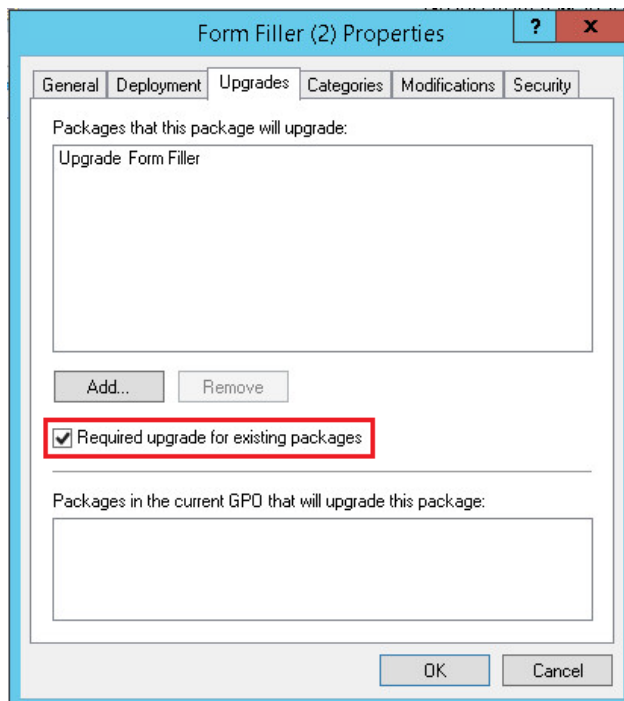 Form Filler (2) Properties
?
x
General
Deployment
Upgrades
Categories
Modifications
Security
Packages that this package will upgrade:
Upgrade Form Filler
Add...
Remove
Required upgrade for existing packages
Packages in the current GPO that will upgrade this package:
OK
Cancel